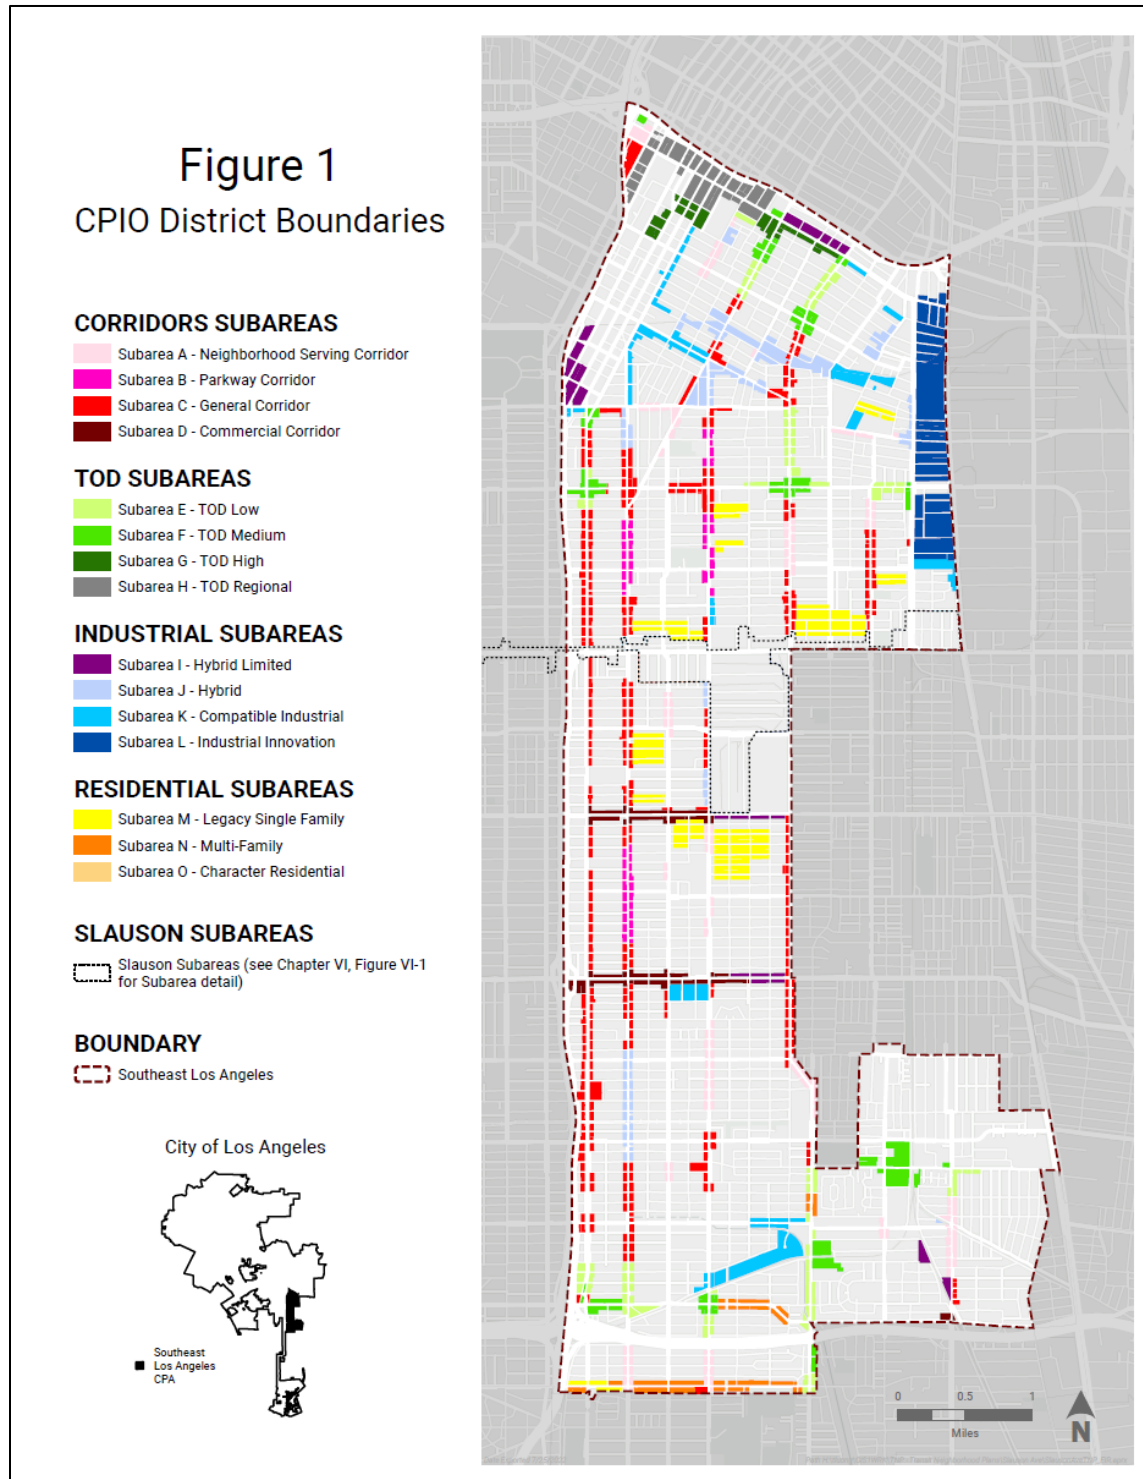 Figure 1
CPIO District Boundaries
CORRIDORS SUBAREAS
Subarea A - Neighborhood Serving Corridor
Subarea B - Parkway Corridor
Subarea C - General Corridor
Subarea D - Commercial Corridor
TOD SUBAREAS
Subarea E - TOD Low
Subarea F - TOD Medium
Subarea G - TOD High
Subarea H - TOD Regional
INDUSTRIAL SUBAREAS
Subarea I - Hybrid Limited
Subarea J - Hybrid
Subarea K - Compatible Industrial
Subarea L - Industrial Innovation
RESIDENTIAL SUBAREAS
Subarea M - Legacy Single Family
Subarea N - Multi-Family
Subarea O - Character Residential
SLAUSON SUBAREAS
Slauson Subareas (see Chapter VI, Figure VI-1
for Subarea detail)
BOUNDARY
Southeast Los Angeles
City of Los Angeles
Southeast
Los Angeles
CPA
0 0.5 1
Miles
N